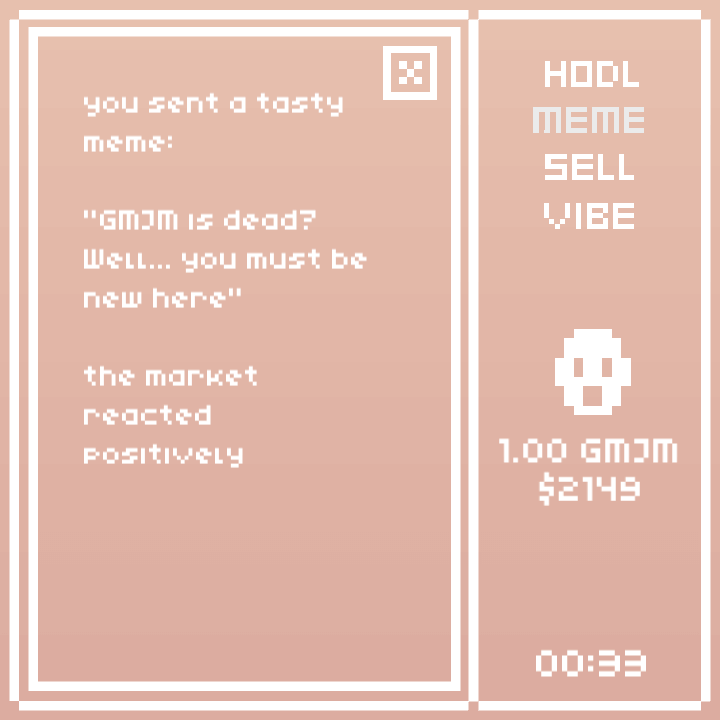 you sent a tasty
meme:
"GMJM is dead?
Well... you must be
new here"
the market
reacted
positively
HODL
MEME
SELL
VIBE
1.00 GMJM
$2149
00:33